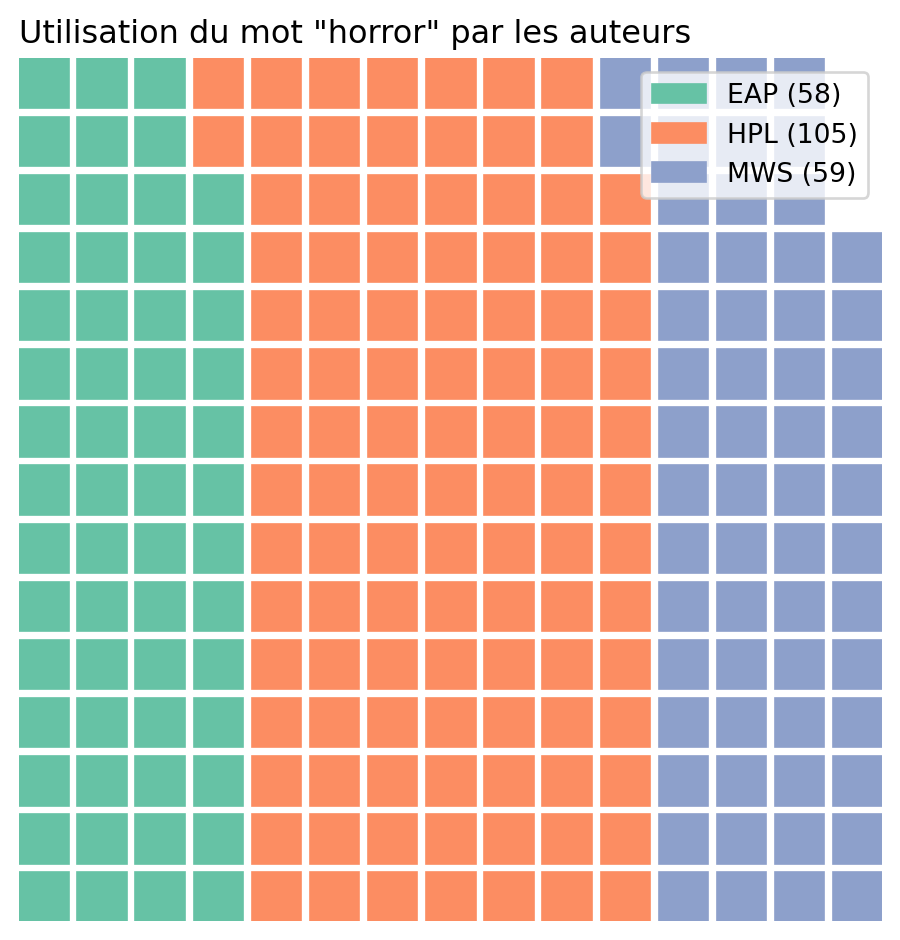 Utilisation du mot "horror" par les auteurs
EAP (58)
HPL (105)
MWS (59)